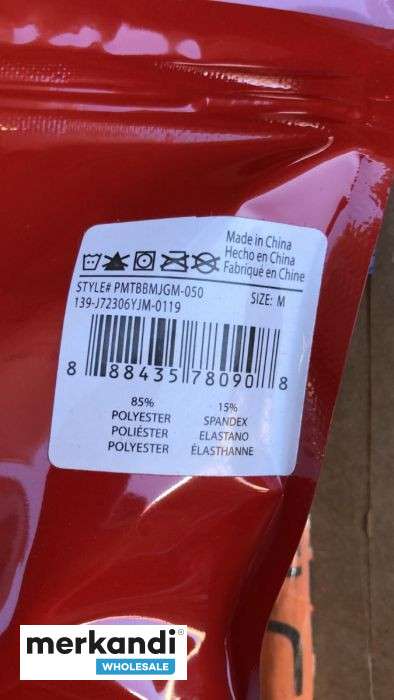 Made in China
Hecho en China
Fabriqué en Chine
STYLE# PMTBBMJGM-050
SIZE: M
139-J72306YJM-0119
8 88435 78090 8
85%
POLYESTER
POLIÉSTER
POLYESTER
15%
SPANDEX
ELASTANO
ÉLASTHANNE
merkandi®
WHOLESALE